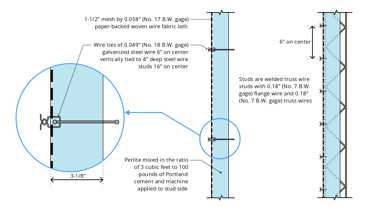 1-1/2" mesh by 0.058" (No. 17 B.W. gage)
paper-backed woven wire fabric lath
Wire ties of 0.049" (No. 18 B.W. gage)
galvanized steel wire 6" on center
vertically tied to 4" deep steel wire
studs 16" on center
6" on center
Studs are welded truss wire
studs with 0.18" (No. 7 B.W.
gage) flange wire and 0.18"
(No. 7 B.W. gage) truss wires
Perlite mixed in the ratio
of 3 cubic feet to 100
pounds of Portland
cement and machine
applied to stud side
3-1/8"